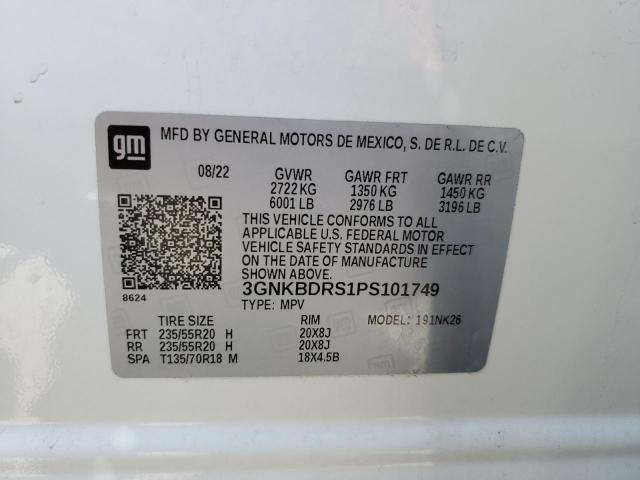 gm
MFD BY GENERAL MOTORS DE MEXICO, S. DE R.L. DE C.V.
08/22 GVWR GAWR FRT GAWR RR
2722 KG 1350 KG 1450 KG
6001 LB 2976 LB 3196 LB
THIS VEHICLE CONFORMS TO ALL
APPLICABLE U.S. FEDERAL MOTOR
VEHICLE SAFETY STANDARDS IN EFFECT
ON THE DATE OF MANUFACTURE
SHOWN ABOVE.
8624
3GNKBDRS1PS101749
TYPE: MPV
TIRE SIZE RIM MODEL: 191NK26
FRT 235/55R20 H 20X8J
RR 235/55R20 H 20X8J
SPA T135/70R18 M 18X4.5B